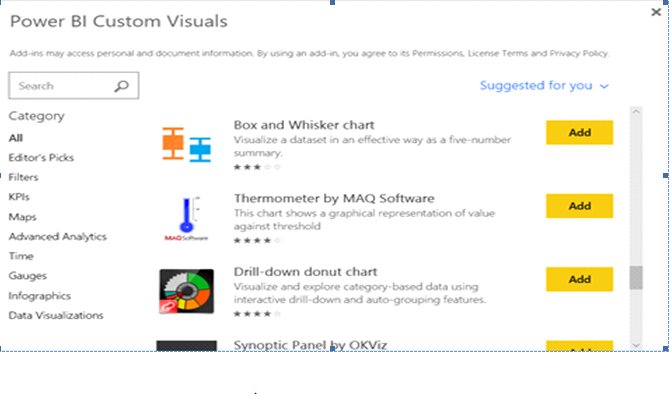 Power BI Custom Visuals
Add-ins may access personal and document information. By using an add-in, you agree to its Permissions, License Terms and Privacy Policy.
Search
Suggested for you
Category
All
Editor's Picks
Filters
KPIs
Maps
Advanced Analytics
Time
Gauges
Infographics
Data Visualizations
Box and Whisker chart
Visualize a dataset in an effective way as a five-number
summary.
Add
MAQSoftware
Thermometer by MAQ Software
This chart shows a graphical representation of value
against threshold
Add
Drill-down donut chart
Visualize and explore category-based data using
interactive drill-down and auto-grouping features.
Add
Synoptic Panel by OKViz
Add